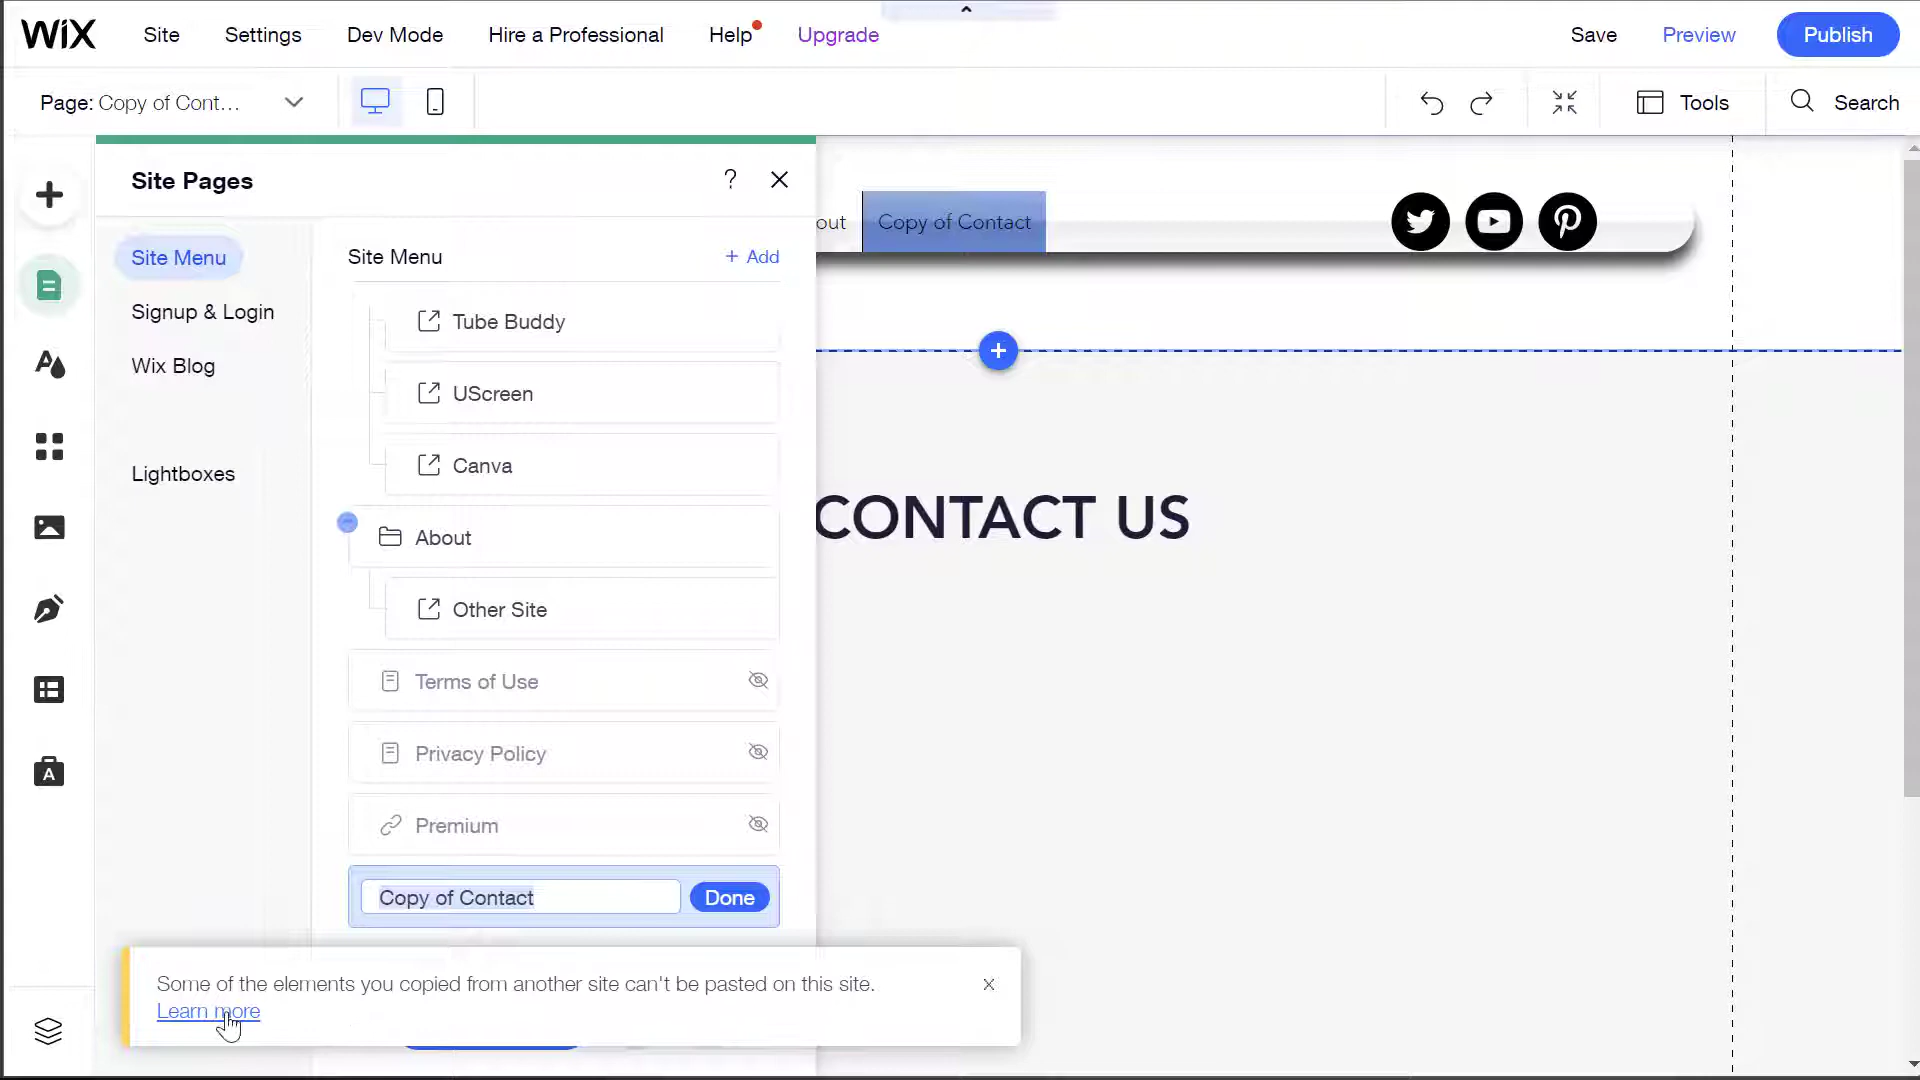 WiX
Site
Settings
Dev Mode
Hire a Professional
Help
Upgrade
Save
Preview
Publish
Page: Copy of Cont...
Tools
Search
Site Pages
?
Site Menu
Signup & Login
Wix Blog
Lightboxes
Site Menu
+ Add
Tube Buddy
UScreen
Canva
About
Other Site
Terms of Use
Privacy Policy
Premium
Copy of Contact
Done
out
Copy of Contact
CONTACT US
Some of the elements you copied from another site can't be pasted on this site.
Learn more